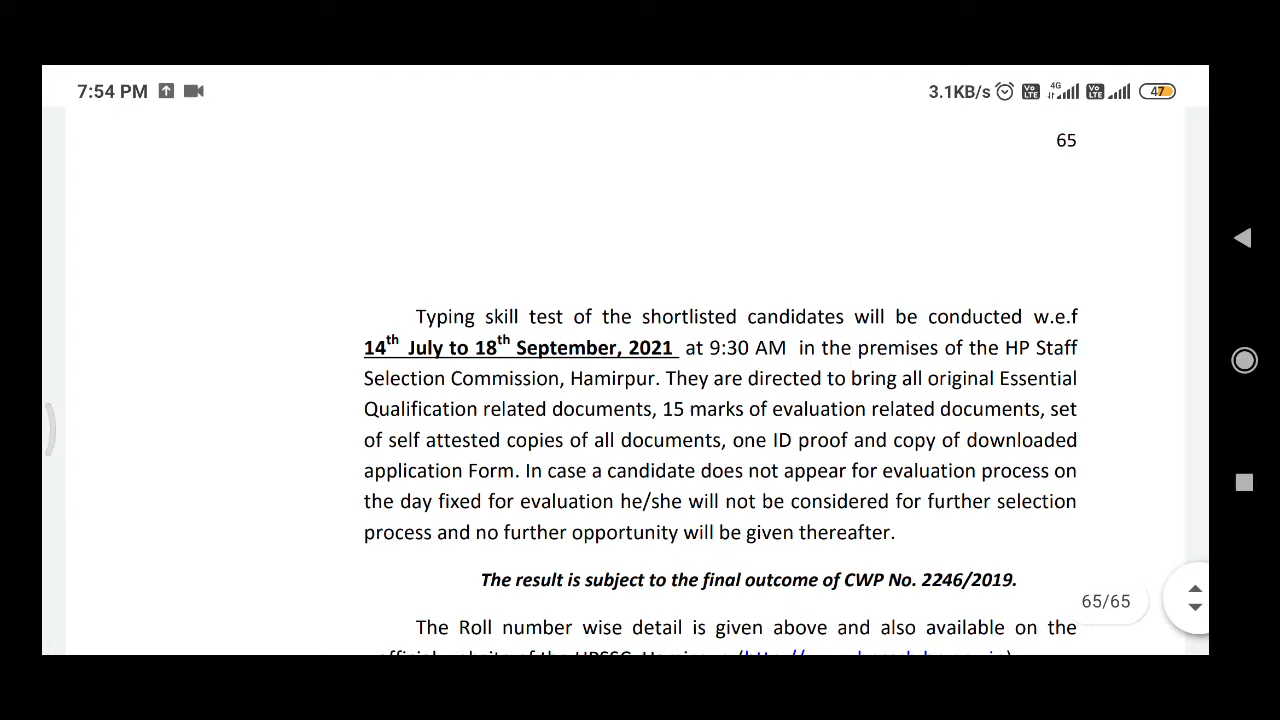 7:54 PM
3.1KB/s Vo LTE 4G Vo LTE 47
65
Typing skill test of the shortlisted candidates will be conducted w.e.f
14th July to 18th September, 2021 at 9:30 AM in the premises of the HP Staff
Selection Commission, Hamirpur. They are directed to bring all original Essential
Qualification related documents, 15 marks of evaluation related documents, set
of self attested copies of all documents, one ID proof and copy of downloaded
application Form. In case a candidate does not appear for evaluation process on
the day fixed for evaluation he/she will not be considered for further selection
process and no further opportunity will be given thereafter.
The result is subject to the final outcome of CWP No. 2246/2019.
65/65
The Roll number wise detail is given above and also available on the